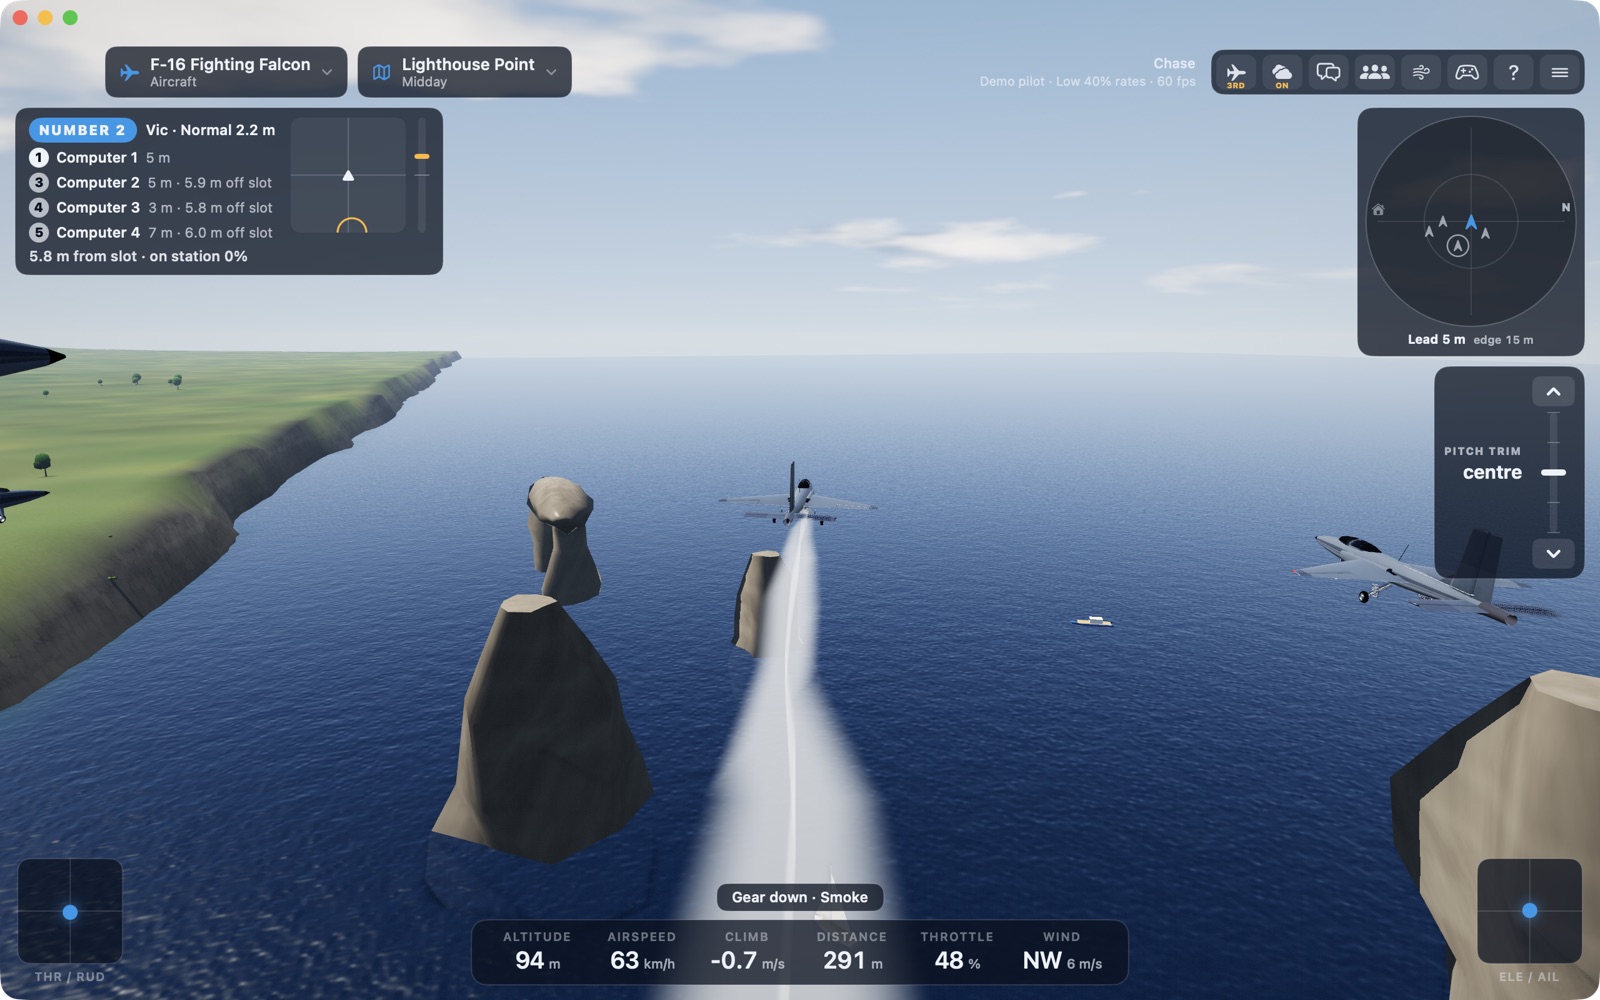 F-16 Fighting Falcon
Aircraft
Lighthouse Point
Midday
Chase
Demo pilot · Low 40% rates · 60 fps
3RD
ON
?
NUMBER 2 Vic · Normal 2.2 m
1 Computer 1 5 m
3 Computer 2 5 m · 5.9 m off slot
4 Computer 3 3 m · 5.8 m off slot
5 Computer 4 7 m · 6.0 m off slot
5.8 m from slot · on station 0%
N
Lead 5 m edge 15 m
PITCH TRIM
centre
Gear down · Smoke
ALTITUDE AIRSPEED CLIMB DISTANCE THROTTLE WIND
94 m 63 km/h -0.7 m/s 291 m 48 % NW 6 m/s
THR / RUD
ELE / AIL